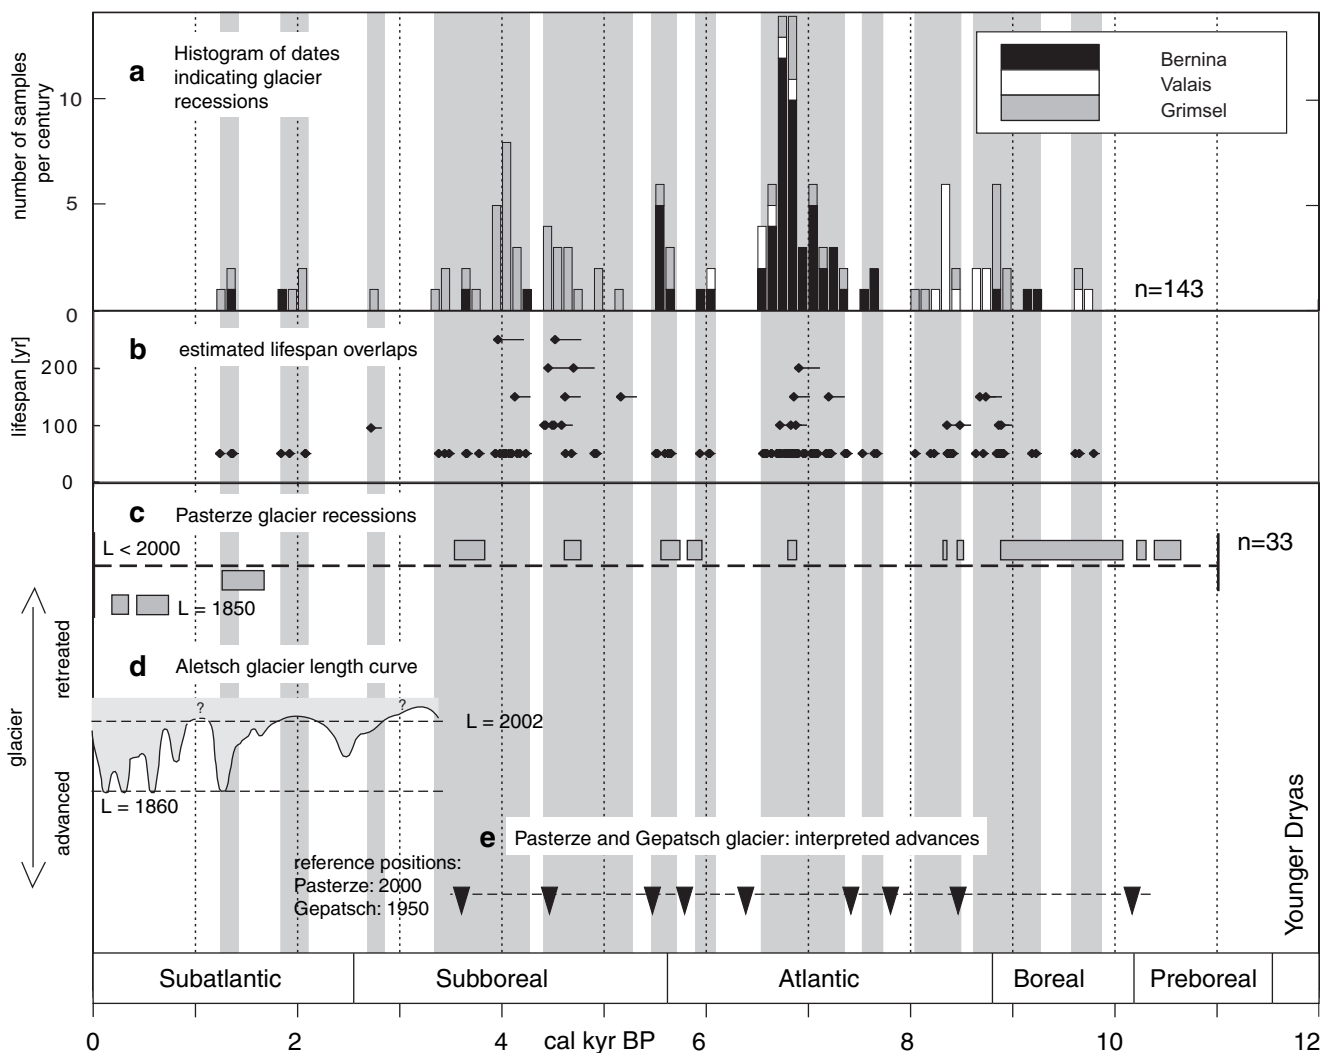 a
Histogram of dates
indicating glacier
recessions
number of samples
per century
10
5
0
Bernina
Valais
Grimsel
n=143
b
estimated lifespan overlaps
lifespan [yr]
200
100
0
c
Pasterze glacier recessions
L < 2000
n=33
L = 1850
d
Aletsch glacier length curve
? ?
L = 2002
L = 1860
glacier
retreated
advanced
e
Pasterze and Gepatsch glacier: interpreted advances
reference positions:
Pasterze: 2000
Gepatsch: 1950
Younger Dryas
Subatlantic Subboreal Atlantic Boreal Preboreal
0 2 4 cal kyr BP 6 8 10 12